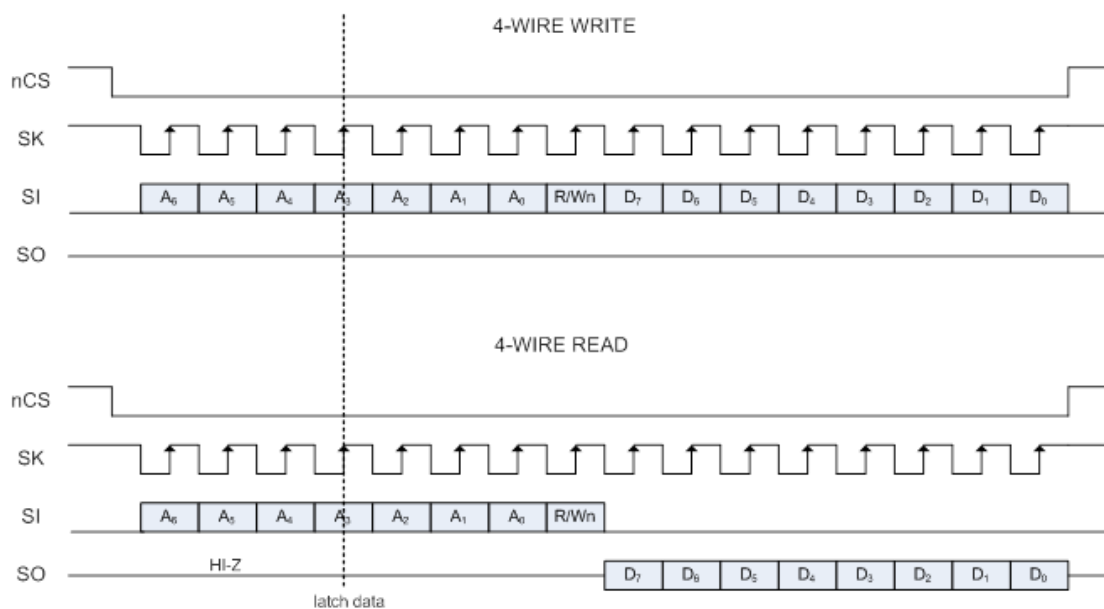 4-WIRE WRITE
nCS
SK
SI A₆ A₅ A₄ A₃ A₂ A₁ A₀ R/Wn D₇ D₆ D₅ D₄ D₃ D₂ D₁ D₀
SO
4-WIRE READ
nCS
SK
SI A₆ A₅ A₄ A₃ A₂ A₁ A₀ R/Wn
SO HI-Z D₇ D₆ D₅ D₄ D₃ D₂ D₁ D₀
latch data